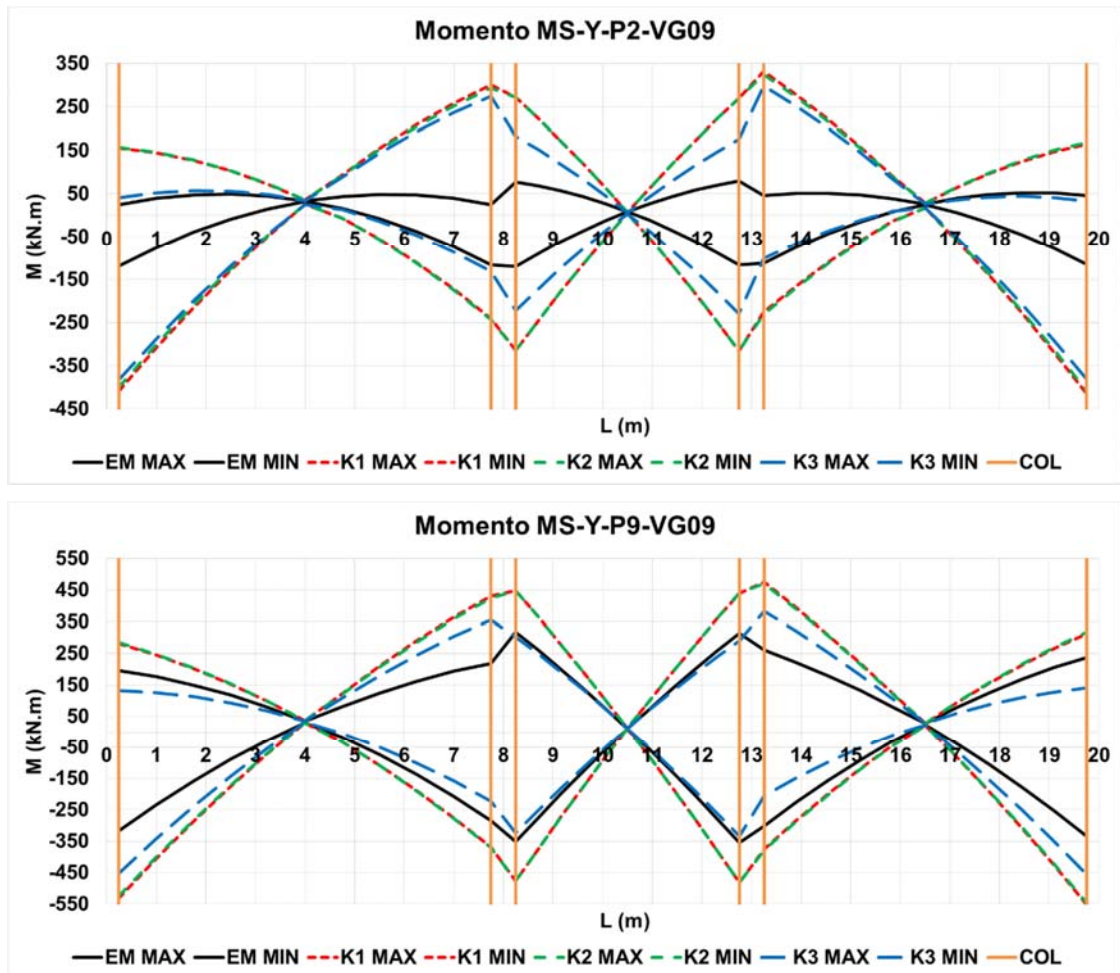 Momento MS-Y-P2-VG09
350
250
150
50
-50
-150
-250
-350
-450
M (kN.m)
0 1 2 3 4 5 6 7 8 9 10 11 12 13 14 15 16 17 18 19 20
L (m)
EM MAX EM MIN K1 MAX K1 MIN K2 MAX K2 MIN K3 MAX K3 MIN COL
Momento MS-Y-P9-VG09
550
450
350
250
150
50
-50
-150
-250
-350
-450
-550
M (kN.m)
0 1 2 3 4 5 6 7 8 9 10 11 12 13 14 15 16 17 18 19 20
L (m)
EM MAX EM MIN K1 MAX K1 MIN K2 MAX K2 MIN K3 MAX K3 MIN COL